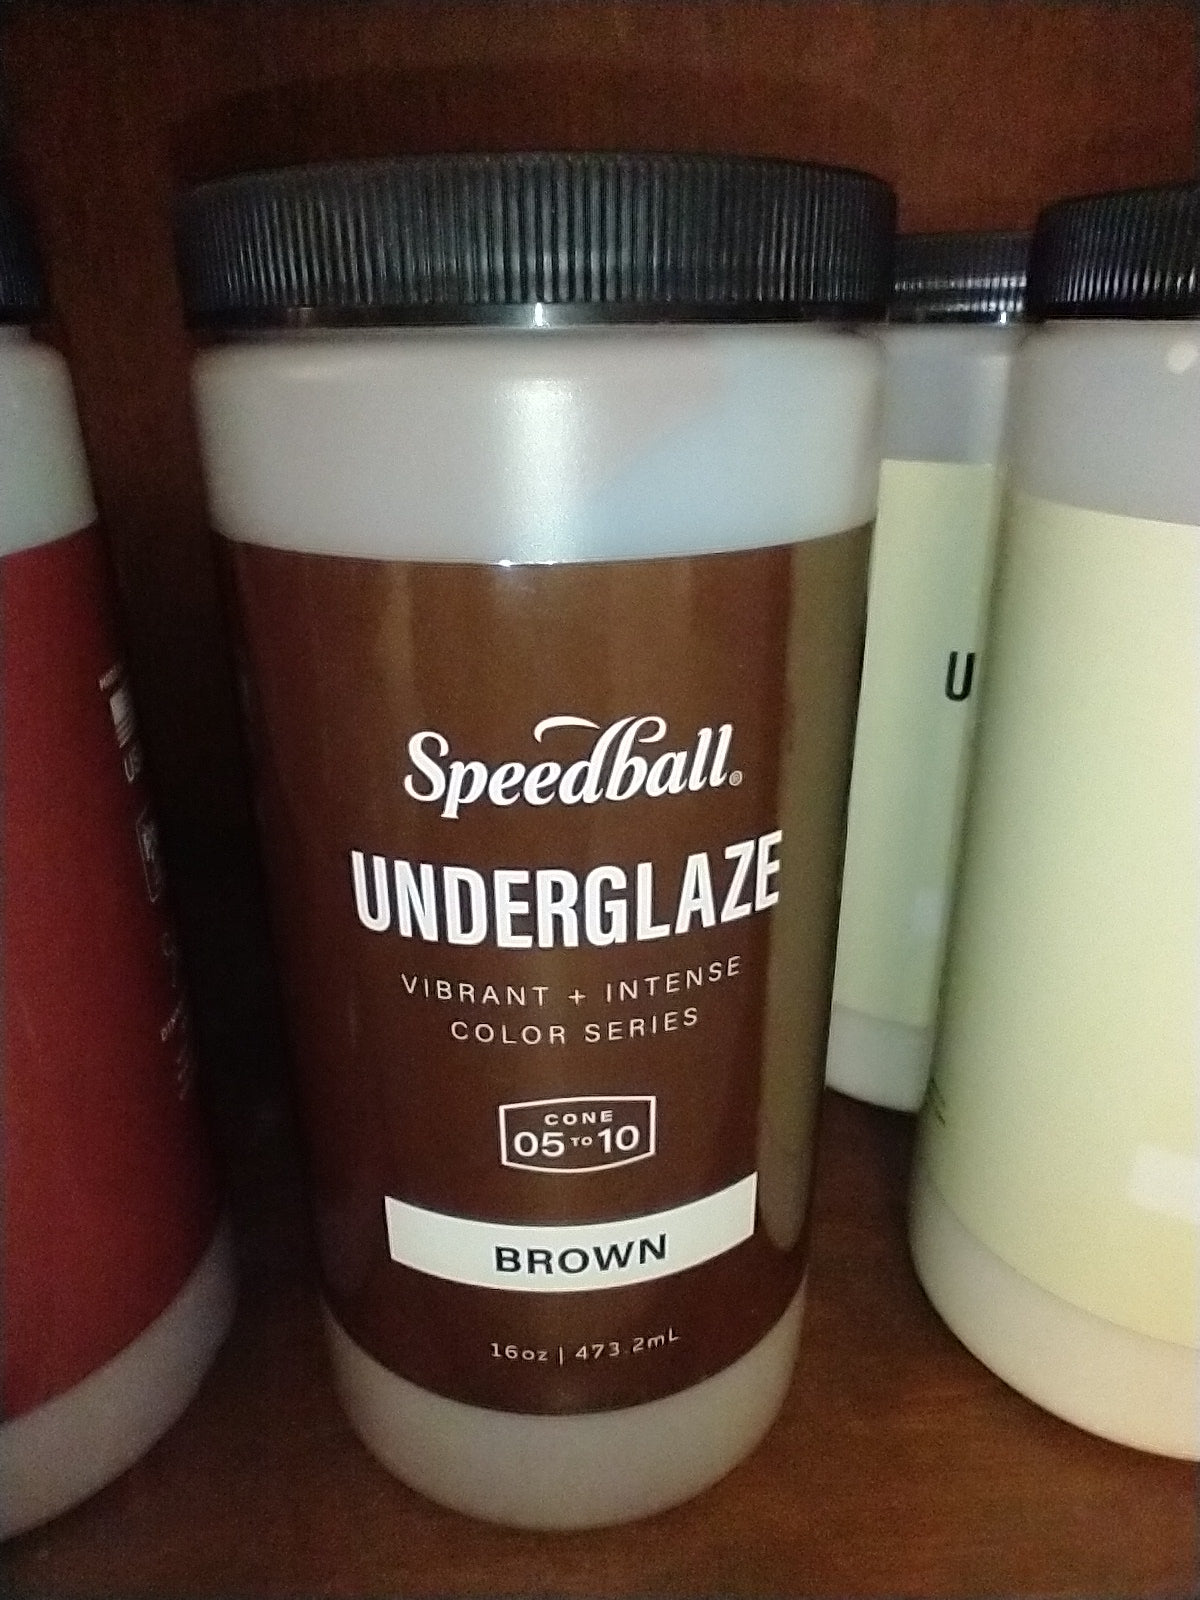 Speedball®
UNDERGLAZE
VIBRANT + INTENSE
COLOR SERIES
CONE
05 TO 10
BROWN
16oz | 473.2mL
U